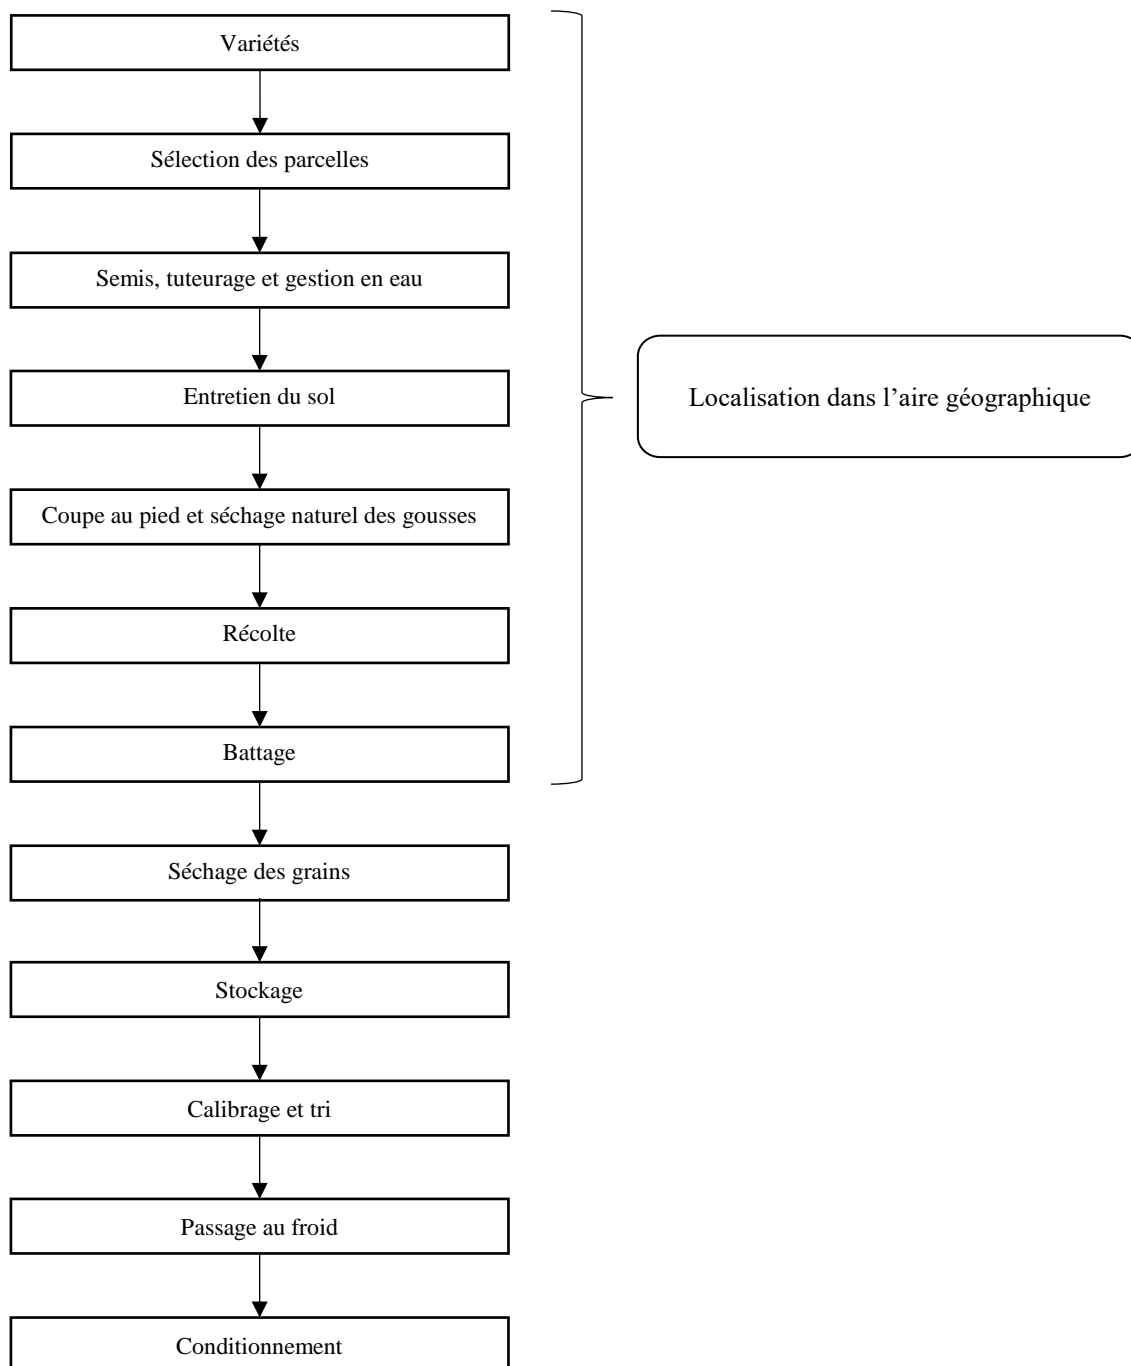 Variétés
Sélection des parcelles
Semis, tuteurage et gestion en eau
Entretien du sol
Localisation dans l’aire géographique
Coupe au pied et séchage naturel des gousses
Récolte
Battage
Séchage des grains
Stockage
Calibrage et tri
Passage au froid
Conditionnement